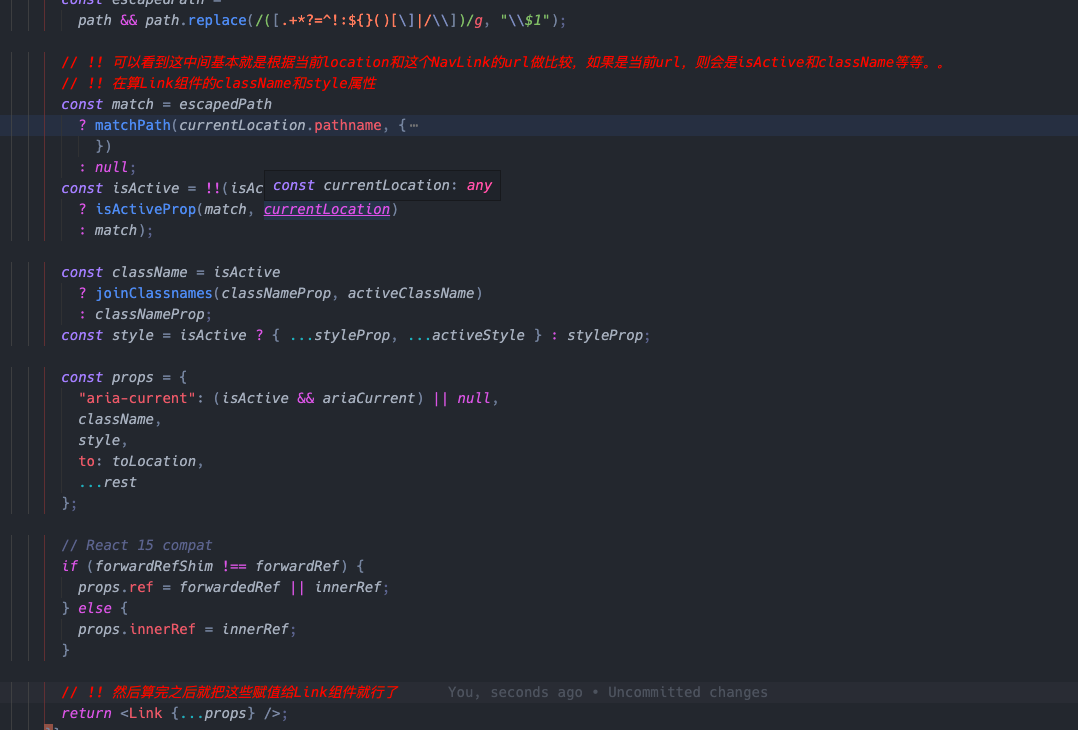 const escapedPath =
path && path.replace(/([.+*?=^!:${}()[\]|/\\])/g, "\\$1");
// !! 可以看到这中间基本就是根据当前location和这个NavLink的url做比较，如果是当前url，则会是isActive和className等等。。
// !! 在算Link组件的className和style属性
const match = escapedPath
? matchPath(currentLocation.pathname, {⋯
})
: null;
const isActive = !!(isAc
const currentLocation: any
? isActiveProp(match, currentLocation)
: match);
const className = isActive
? joinClassnames(classNameProp, activeClassName)
: classNameProp;
const style = isActive ? { ...styleProp, ...activeStyle } : styleProp;
const props = {
"aria-current": (isActive && ariaCurrent) || null,
className,
style,
to: toLocation,
...rest
};
// React 15 compat
if (forwardRefShim !== forwardRef) {
props.ref = forwardedRef || innerRef;
} else {
props.innerRef = innerRef;
}
// !! 然后算完之后就把这些赋值给Link组件就行了 You, seconds ago • Uncommitted changes
return <Link {...props} />;